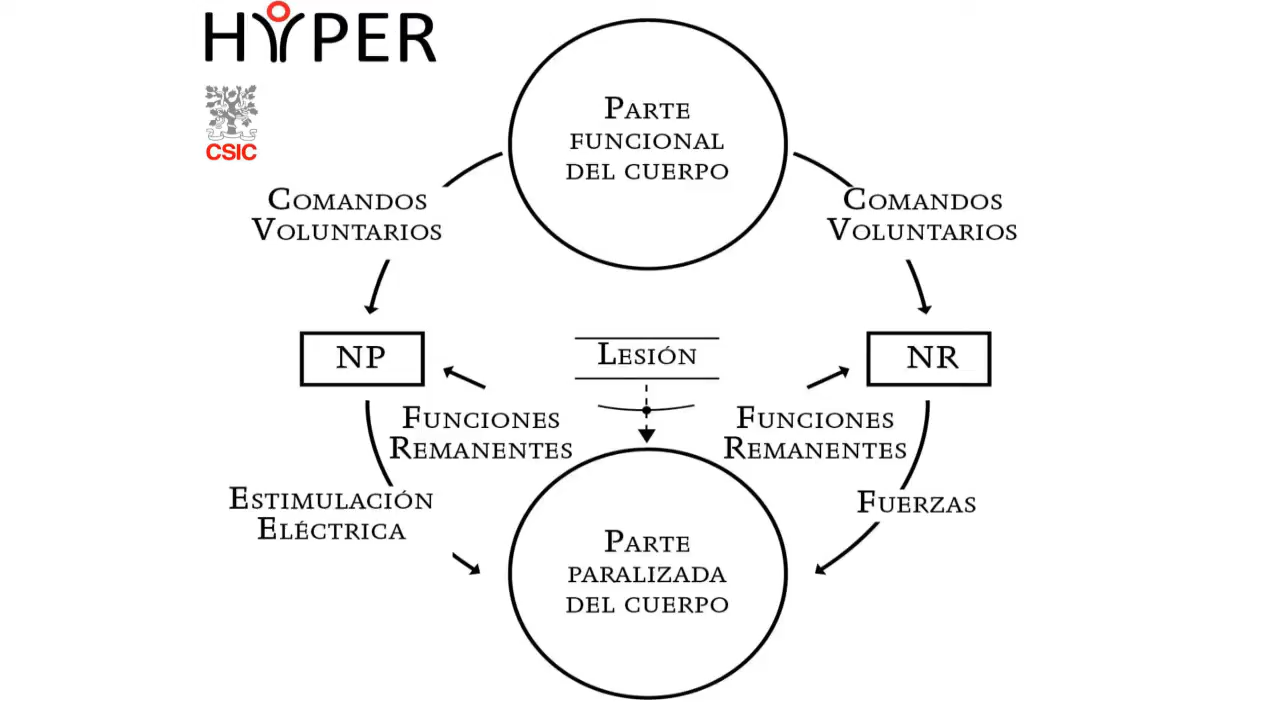 HYPER
CSIC
Parte
funcional
del cuerpo
Comandos
Voluntarios
Comandos
Voluntarios
NP
Lesión
NR
Funciones
Remanentes
Funciones
Remanentes
Estimulación
Eléctrica
Fuerzas
Parte
paralizada
del cuerpo